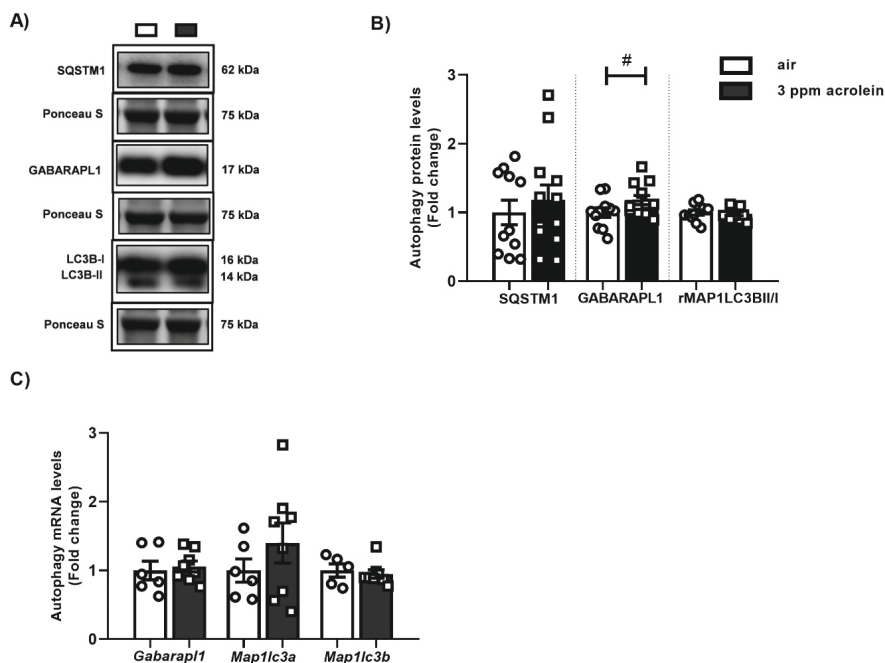 A)
SQSTM1 62 kDa
Ponceau S 75 kDa
GABARAPL1 17 kDa
Ponceau S 75 kDa
LC3B-I 16 kDa
LC3B-II 14 kDa
Ponceau S 75 kDa
B)
Autophagy protein levels
(Fold change)
3
2
1
0
#
air
3 ppm acrolein
SQSTM1 GABARAPL1 rMAP1LC3BII/I
C)
Autophagy mRNA levels
(Fold change)
3
2
1
0
Gabarapl1 Map1lc3a Map1lc3b